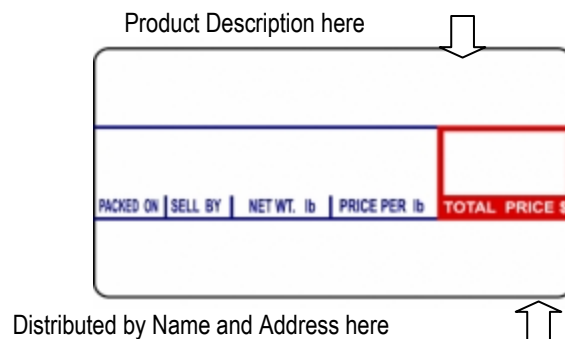 Product Description here
PACKED ON SELL BY NET WT. lb PRICE PER lb TOTAL PRICE $
Distributed by Name and Address here